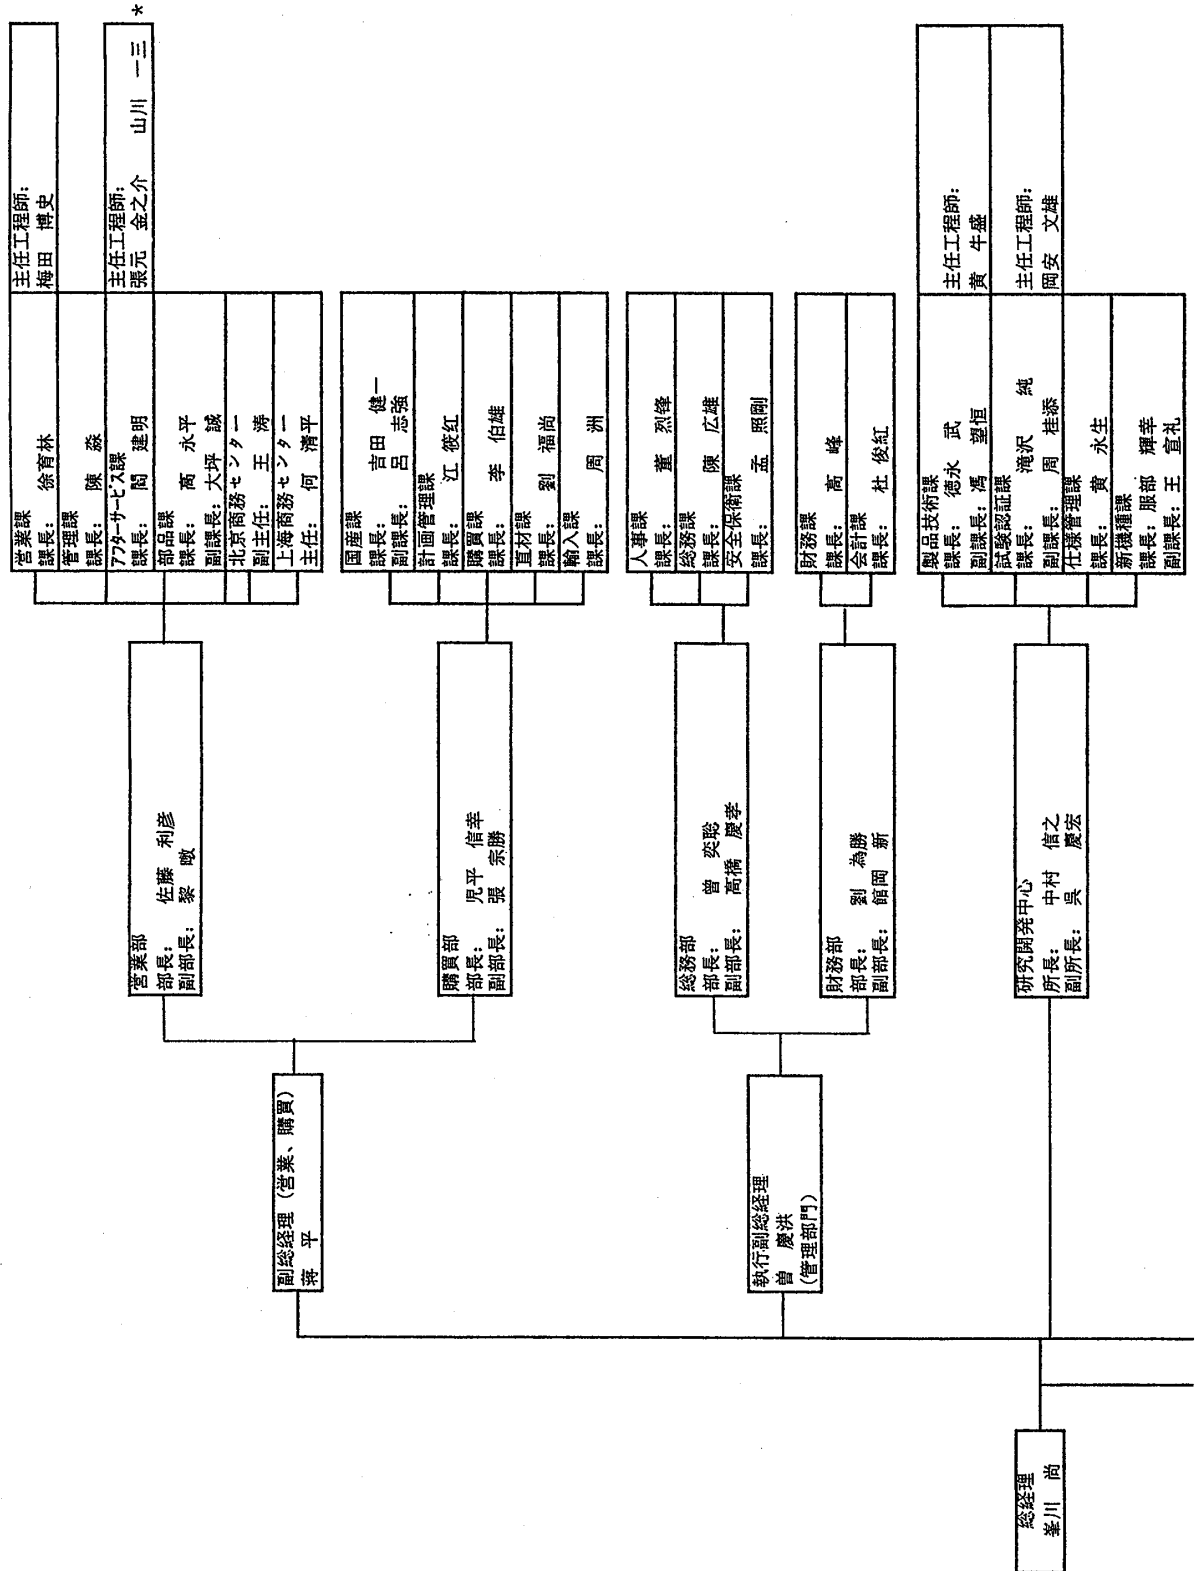 総経理
峯川　尚
副総経理（営業、購買）
蒋　平
執行副総経理
曽　慶洪
(管理部門)
営業部
部長：　佐藤　利彦
副部長：　黎　暾
購買部
部長：　児平　信幸
副部長：　張　宗勝
総務部
部長：　曽　奕聡
副部長：　高橋　慶孝
財務部
部長：　劉　為勝
副部長：　館岡　新
研究開発中心
所長：　中村　信之
副所長：　呉　慶宏
営業課
課長：　徐育林
主任工程師：
梅田　博史
管理課
課長：　陳　淼
アフターサービス課
課長：　閻　建明
主任工程師：
張元　金之介　山川　一三　*
部品課
課長：　高　永平
副課長：　大坪　誠
北京商務センター
副主任：　王　涛
上海商務センター
主任：　何　清平
国産課
課長：　吉田　健一
副課長：　呂　志強
計画管理課
課長：　江　筱红
購買課
課長：　李　伯雄
直材課
課長：　劉　福尚
輸入課
課長：　周　洲
人事課
課長：　董　烈锋
総務課
課長：　陳　広雄
安全保衛課
課長：　孟　照剛
財務課
課長：　高　峰
会計課
課長：　杜　俊紅
製品技術課
課長：　徳永　武
副課長：　馮　望恒
主任工程師：
黄　牛盛
試験認証課
課長：　滝沢　純
副課長：　周　桂添
主任工程師：
岡安　文雄
仕様管理課
課長：　黄　永生
新機種課
課長：　服部　輝幸
副課長：　王　宣礼